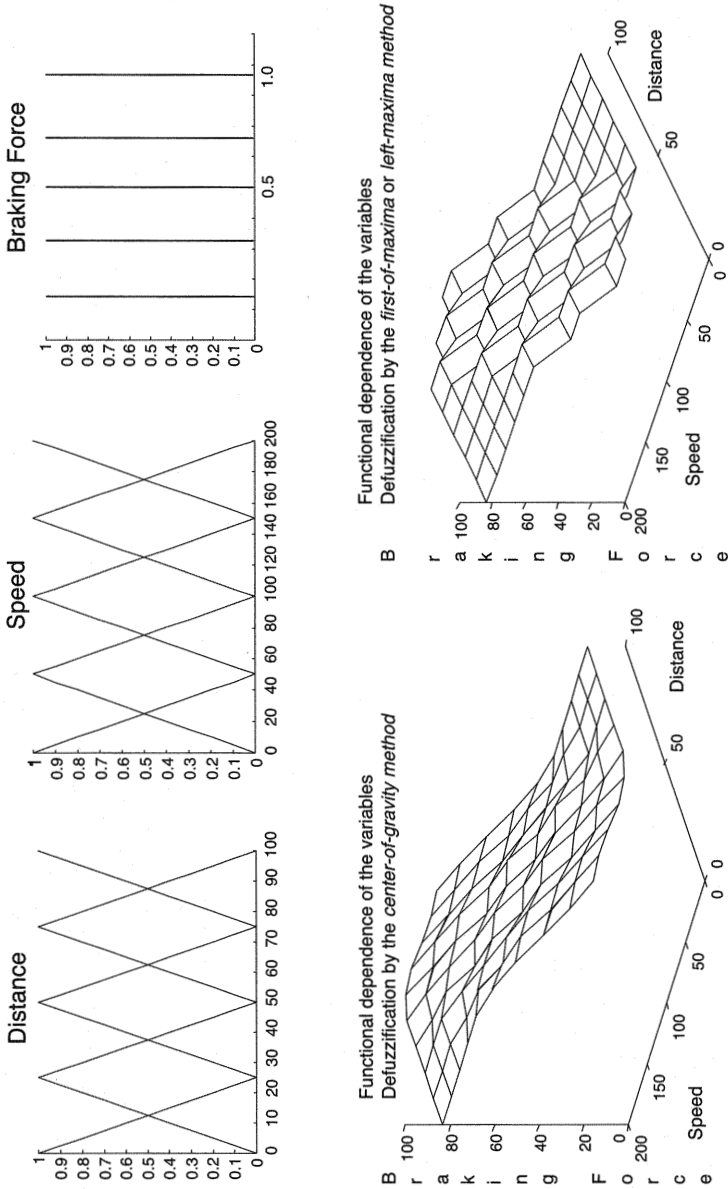 Distance
1
0.9
0.8
0.7
0.6
0.5
0.4
0.3
0.2
0.1
0
0 10 20 30 40 50 60 70 80 90 100
Speed
1
0.9
0.8
0.7
0.6
0.5
0.4
0.3
0.2
0.1
0
0 20 40 60 80 100 120 140 160 180 200
Braking Force
1
0.9
0.8
0.7
0.6
0.5
0.4
0.3
0.2
0.1
0
0.5 1.0
Functional dependence of the variables
Defuzzification by the center-of-gravity method
Braking Force
100
80
60
40
20
0
200 150 100 50 0
Speed
0 50 100
Distance
Functional dependence of the variables
Defuzzification by the first-of-maxima or left-maxima method
Braking Force
100
80
60
40
20
0
200 150 100 50 0
Speed
0 50 100
Distance